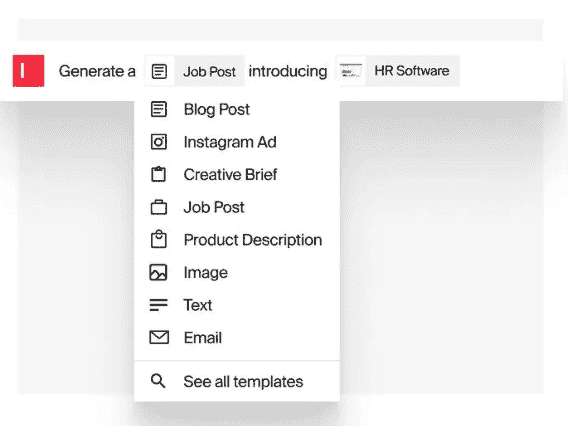 Generate a Job Post introducing HR Software
Blog Post
Instagram Ad
Creative Brief
Job Post
Product Description
Image
Text
Email
See all templates